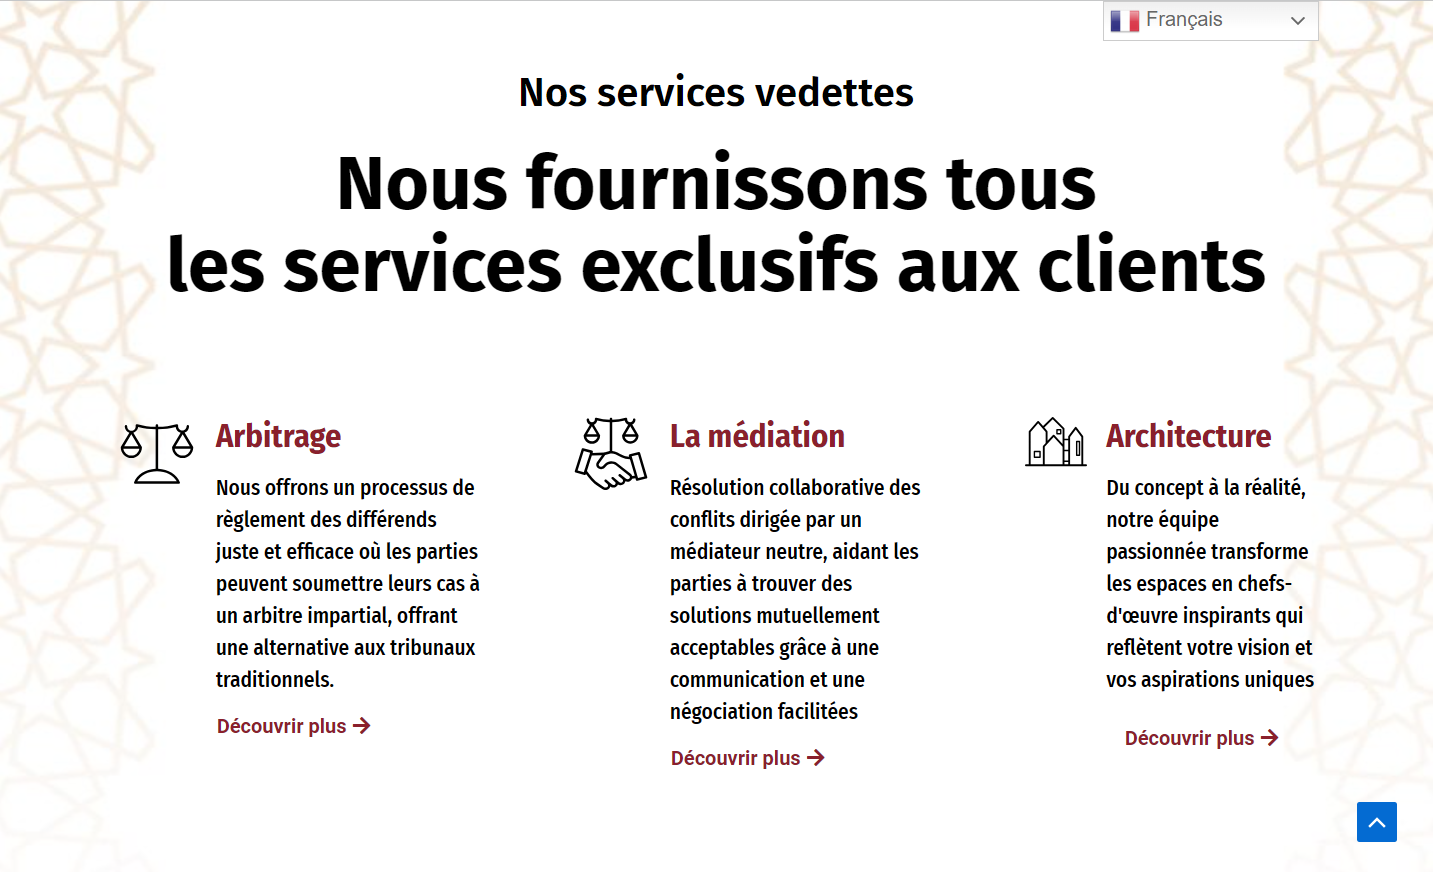 Français
Nos services vedettes
Nous fournissons tous
les services exclusifs aux clients
Arbitrage
Nous offrons un processus de
règlement des différends
juste et efficace où les parties
peuvent soumettre leurs cas à
un arbitre impartial, offrant
une alternative aux tribunaux
traditionnels.
Découvrir plus
La médiation
Résolution collaborative des
conflits dirigée par un
médiateur neutre, aidant les
parties à trouver des
solutions mutuellement
acceptables grâce à une
communication et une
négociation facilitées
Découvrir plus
Architecture
Du concept à la réalité,
notre équipe
passionnée transforme
les espaces en chefs-
d'œuvre inspirants qui
reflètent votre vision et
vos aspirations uniques
Découvrir plus